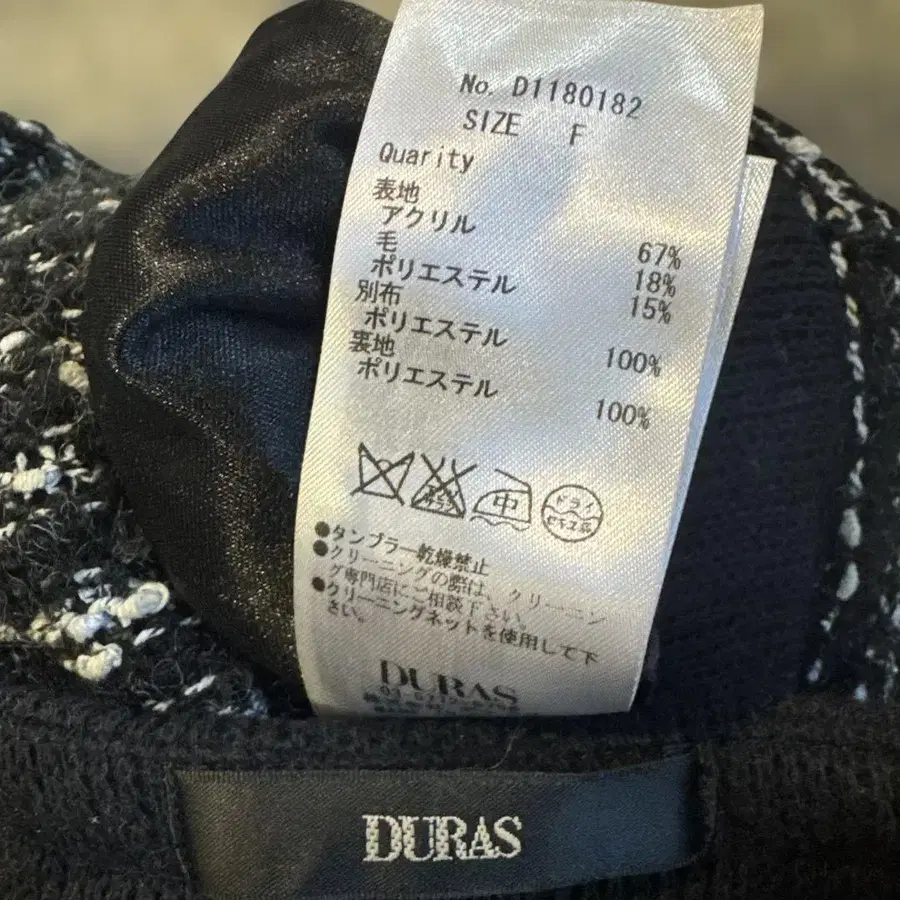 No. D1180182
SIZE F
Quarity
表地
アクリル 67%
毛 18%
ポリエステル 15%
別布
ポリエステル 100%
裏地
ポリエステル 100%
中
ドライ
●タンブラー乾燥禁止
●クリーニングの際は、クリーニン
グ専門店にご相談下さい。
●クリーニングネットを使用して下
さい。
DURAS
DURAS